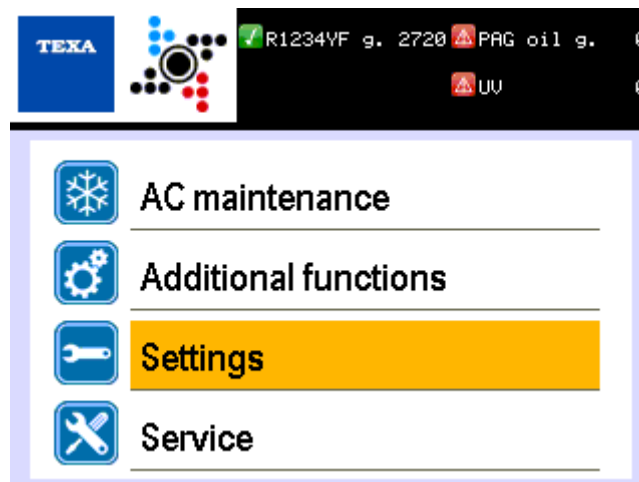 TEXA
R1234YF g. 2720 PAG oil g.
UV
AC maintenance
Additional functions
Settings
Service